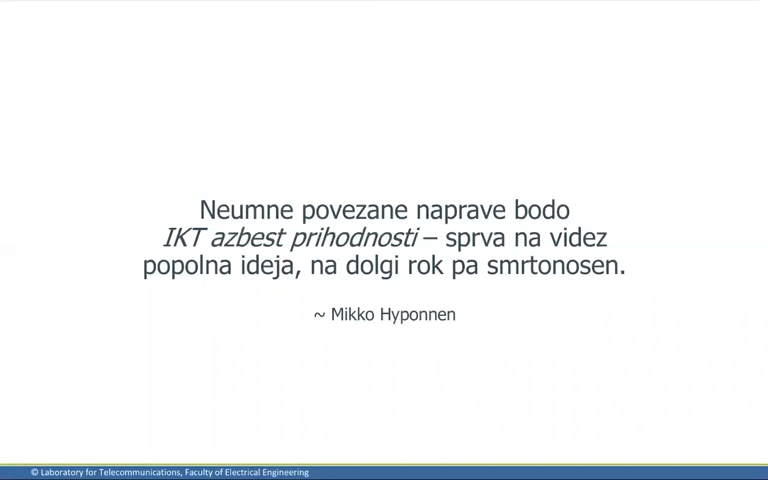 Neumne povezane naprave bodo
IKT azbest prihodnosti – sprva na videz
popolna ideja, na dolgi rok pa smrtonosen.
~ Mikko Hyponnen
© Laboratory for Telecommunications, Faculty of Electrical Engineering